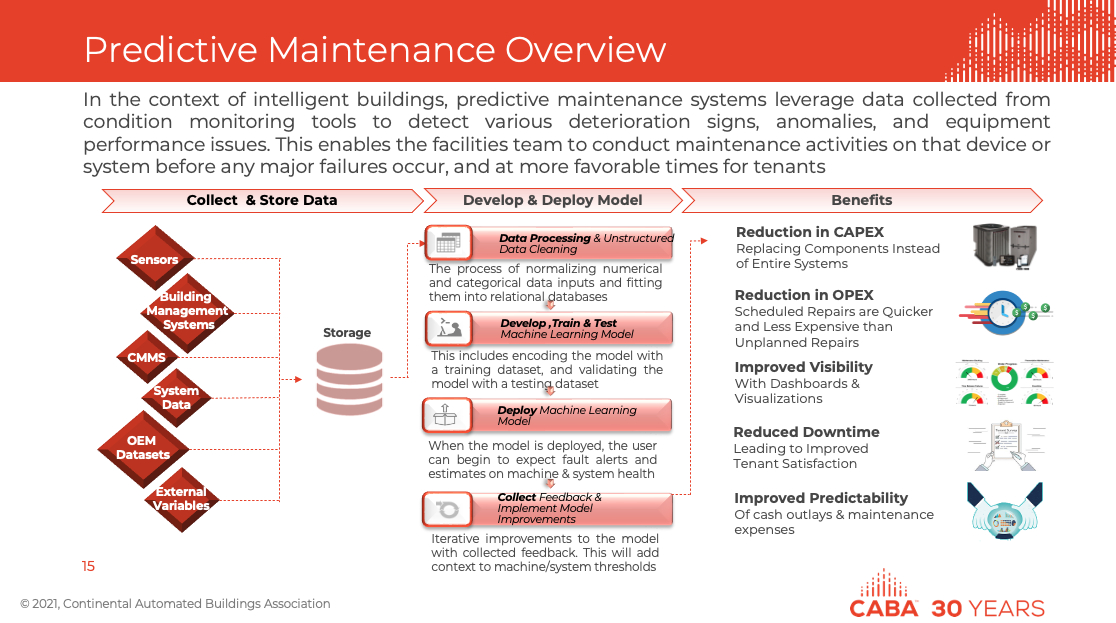 Predictive Maintenance Overview
In the context of intelligent buildings, predictive maintenance systems leverage data collected from
condition monitoring tools to detect various deterioration signs, anomalies, and equipment
performance issues. This enables the facilities team to conduct maintenance activities on that device or
system before any major failures occur, and at more favorable times for tenants
Collect & Store Data
Sensors
Building
Management
Systems
CMMS
System
Data
OEM
Datasets
External
Variables
Storage
Develop & Deploy Model
Data Processing & Unstructured
Data Cleaning
The process of normalizing numerical
and categorical data inputs and fitting
them into relational databases
Develop ,Train & Test
Machine Learning Model
This includes encoding the model with
a training dataset, and validating the
model with a testing dataset
Deploy Machine Learning
Model
When the model is deployed, the user
can begin to expect fault alerts and
estimates on machine & system health
Collect Feedback &
Implement Model
Improvements
Iterative improvements to the model
with collected feedback. This will add
context to machine/system thresholds
Benefits
Reduction in CAPEX
Replacing Components Instead
of Entire Systems
Reduction in OPEX
Scheduled Repairs are Quicker
and Less Expensive than
Unplanned Repairs
Improved Visibility
With Dashboards &
Visualizations
Reduced Downtime
Leading to Improved
Tenant Satisfaction
Improved Predictability
Of cash outlays & maintenance
expenses
15
© 2021, Continental Automated Buildings Association
CABA 30 YEARS